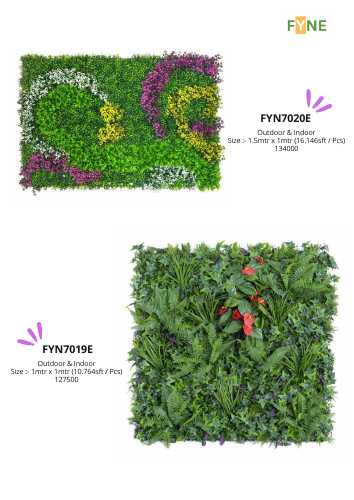 FYNE
FYN7020E
Outdoor & Indoor
Size :- 1.5mtr x 1mtr (16.146sft / Pcs)
134000
FYN7019E
Outdoor & Indoor
Size :- 1mtr x 1mtr (10.764sft / Pcs)
127500